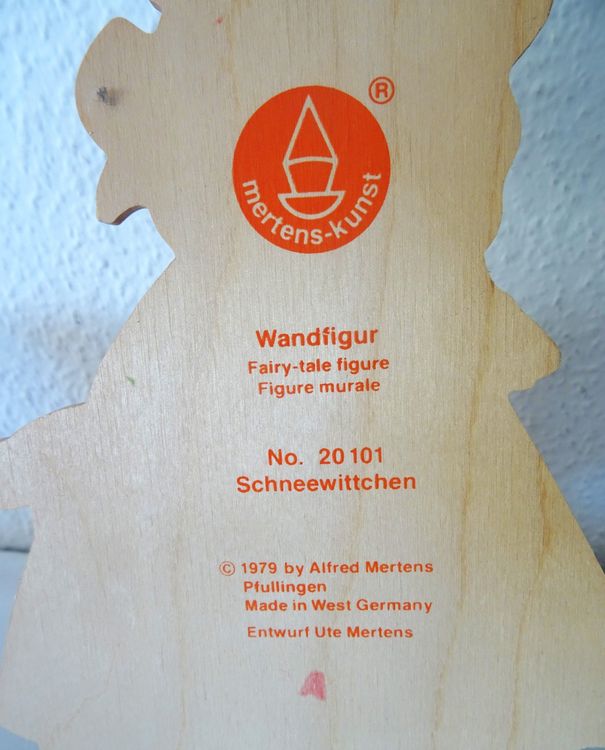 ®
mertens-kunst
Wandfigur
Fairy-tale figure
Figure murale
No. 20 101
Schneewittchen
© 1979 by Alfred Mertens
Pfullingen
Made in West Germany
Entwurf Ute Mertens